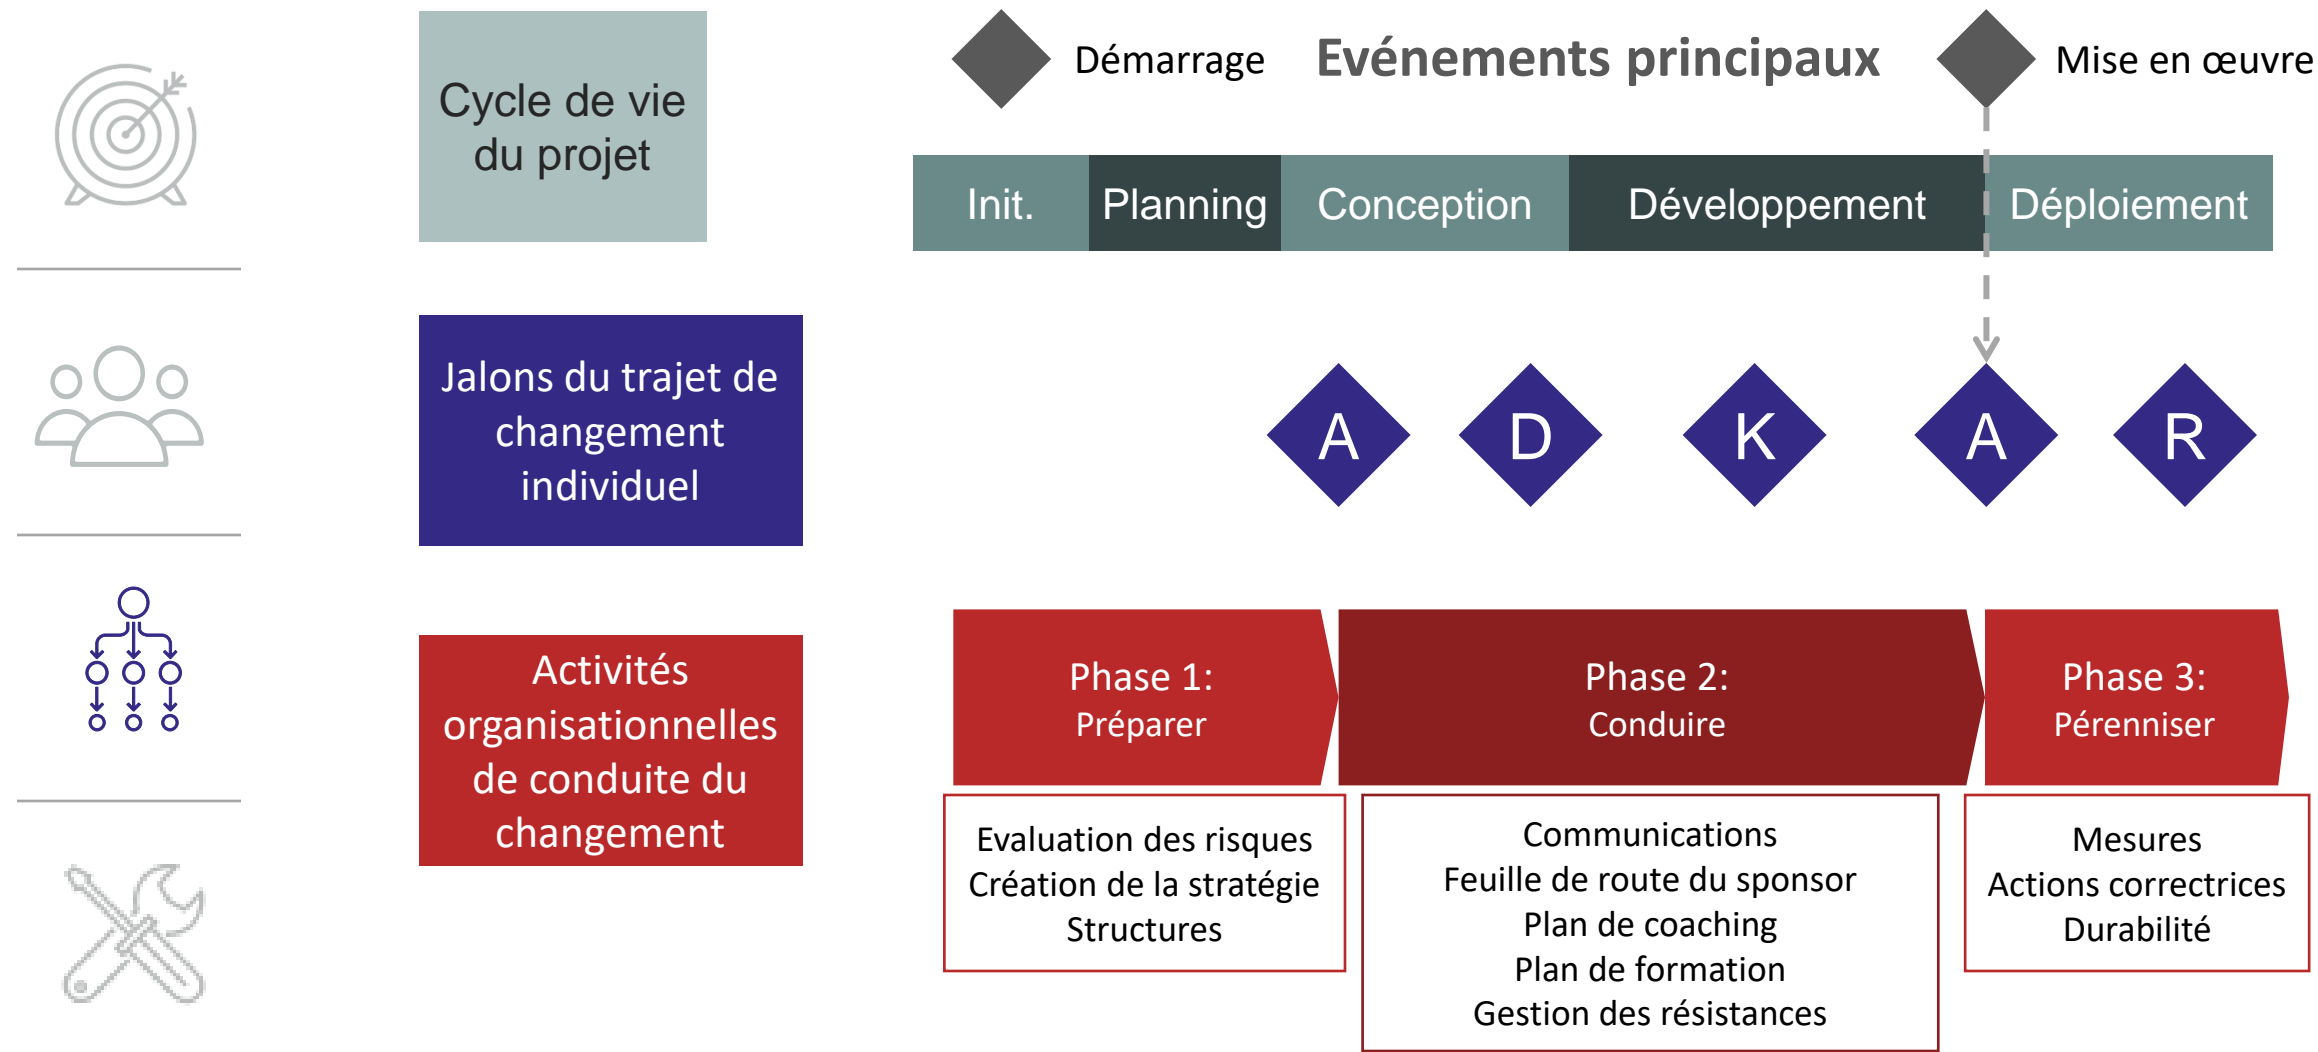 Cycle de vie
du projet
Démarrage
Evénements principaux
Mise en œuvre
Init.
Planning
Conception
Développement
Déploiement
Jalons du trajet de
changement
individuel
A
D
K
A
R
Activités
organisationnelles
de conduite du
changement
Phase 1:
Préparer
Phase 2:
Conduire
Phase 3:
Pérenniser
Evaluation des risques
Création de la stratégie
Structures
Communications
Feuille de route du sponsor
Plan de coaching
Plan de formation
Gestion des résistances
Mesures
Actions correctrices
Durabilité